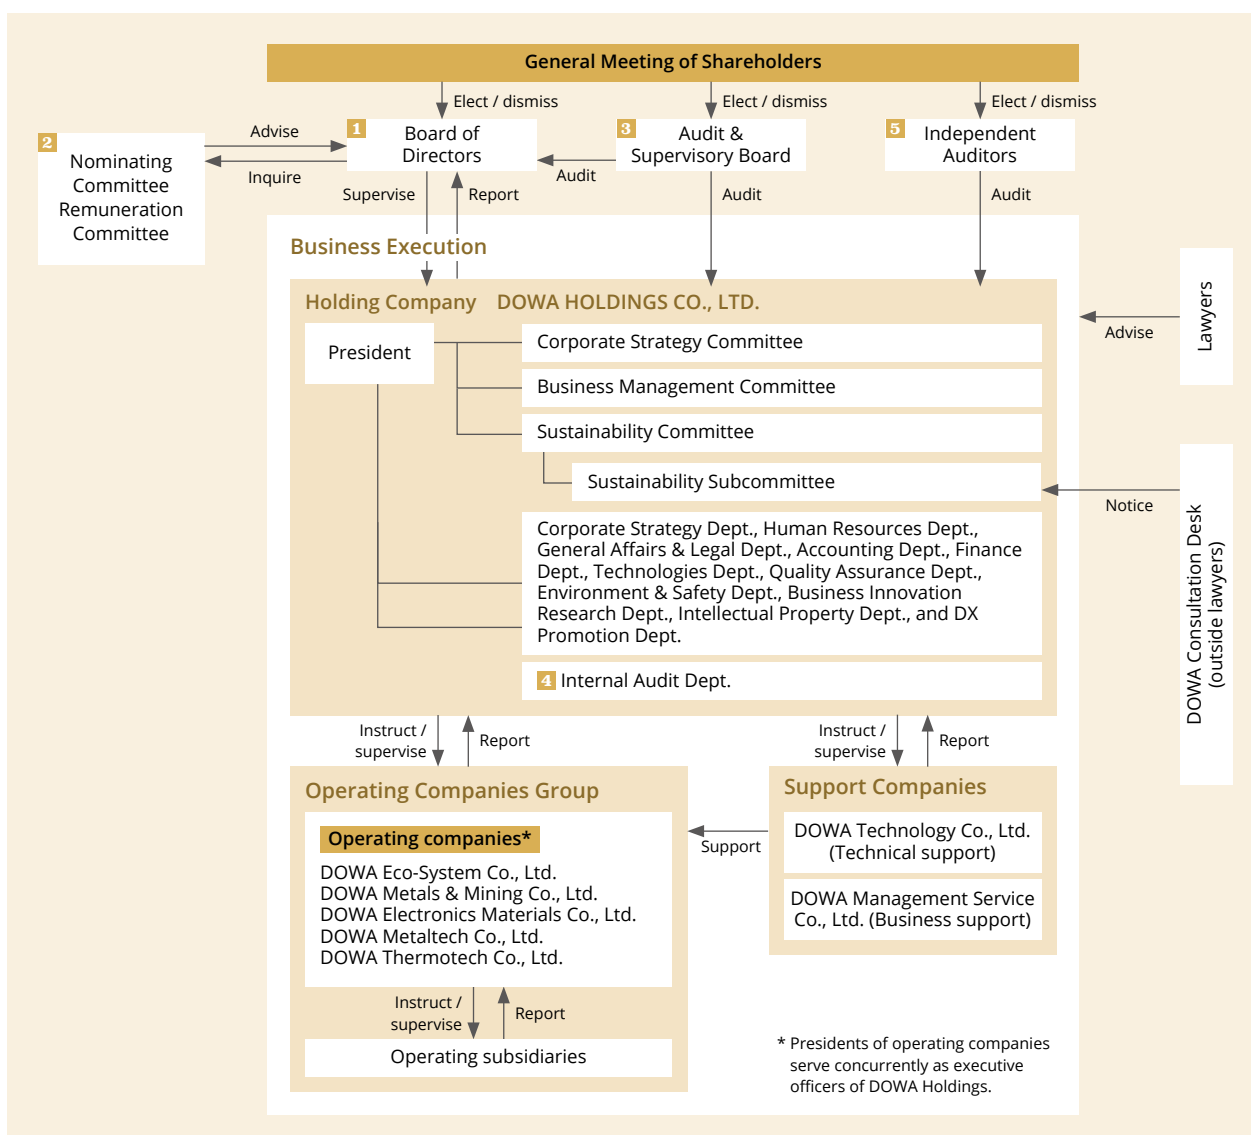 General Meeting of Shareholders
Elect / dismiss
Elect / dismiss
Elect / dismiss
2
Nominating
Committee
Remuneration
Committee
Advise
Inquire
1
Board of
Directors
Audit
3
Audit &
Supervisory Board
5
Independent
Auditors
Supervise
Report
Audit
Audit
Business Execution
Holding Company DOWA HOLDINGS CO., LTD.
President
Corporate Strategy Committee
Business Management Committee
Sustainability Committee
Sustainability Subcommittee
Corporate Strategy Dept., Human Resources Dept.,
General Affairs & Legal Dept., Accounting Dept., Finance
Dept., Technologies Dept., Quality Assurance Dept.,
Environment & Safety Dept., Business Innovation
Research Dept., Intellectual Property Dept., and DX
Promotion Dept.
4 Internal Audit Dept.
Lawyers
Advise
DOWA Consultation Desk
(outside lawyers)
Notice
Instruct /
supervise
Report
Instruct /
supervise
Report
Operating Companies Group
Operating companies*
DOWA Eco-System Co., Ltd.
DOWA Metals & Mining Co., Ltd.
DOWA Electronics Materials Co., Ltd.
DOWA Metaltech Co., Ltd.
DOWA Thermotech Co., Ltd.
Instruct /
supervise
Report
Operating subsidiaries
Support
Support Companies
DOWA Technology Co., Ltd.
(Technical support)
DOWA Management Service
Co., Ltd. (Business support)
* Presidents of operating companies
serve concurrently as executive
officers of DOWA Holdings.